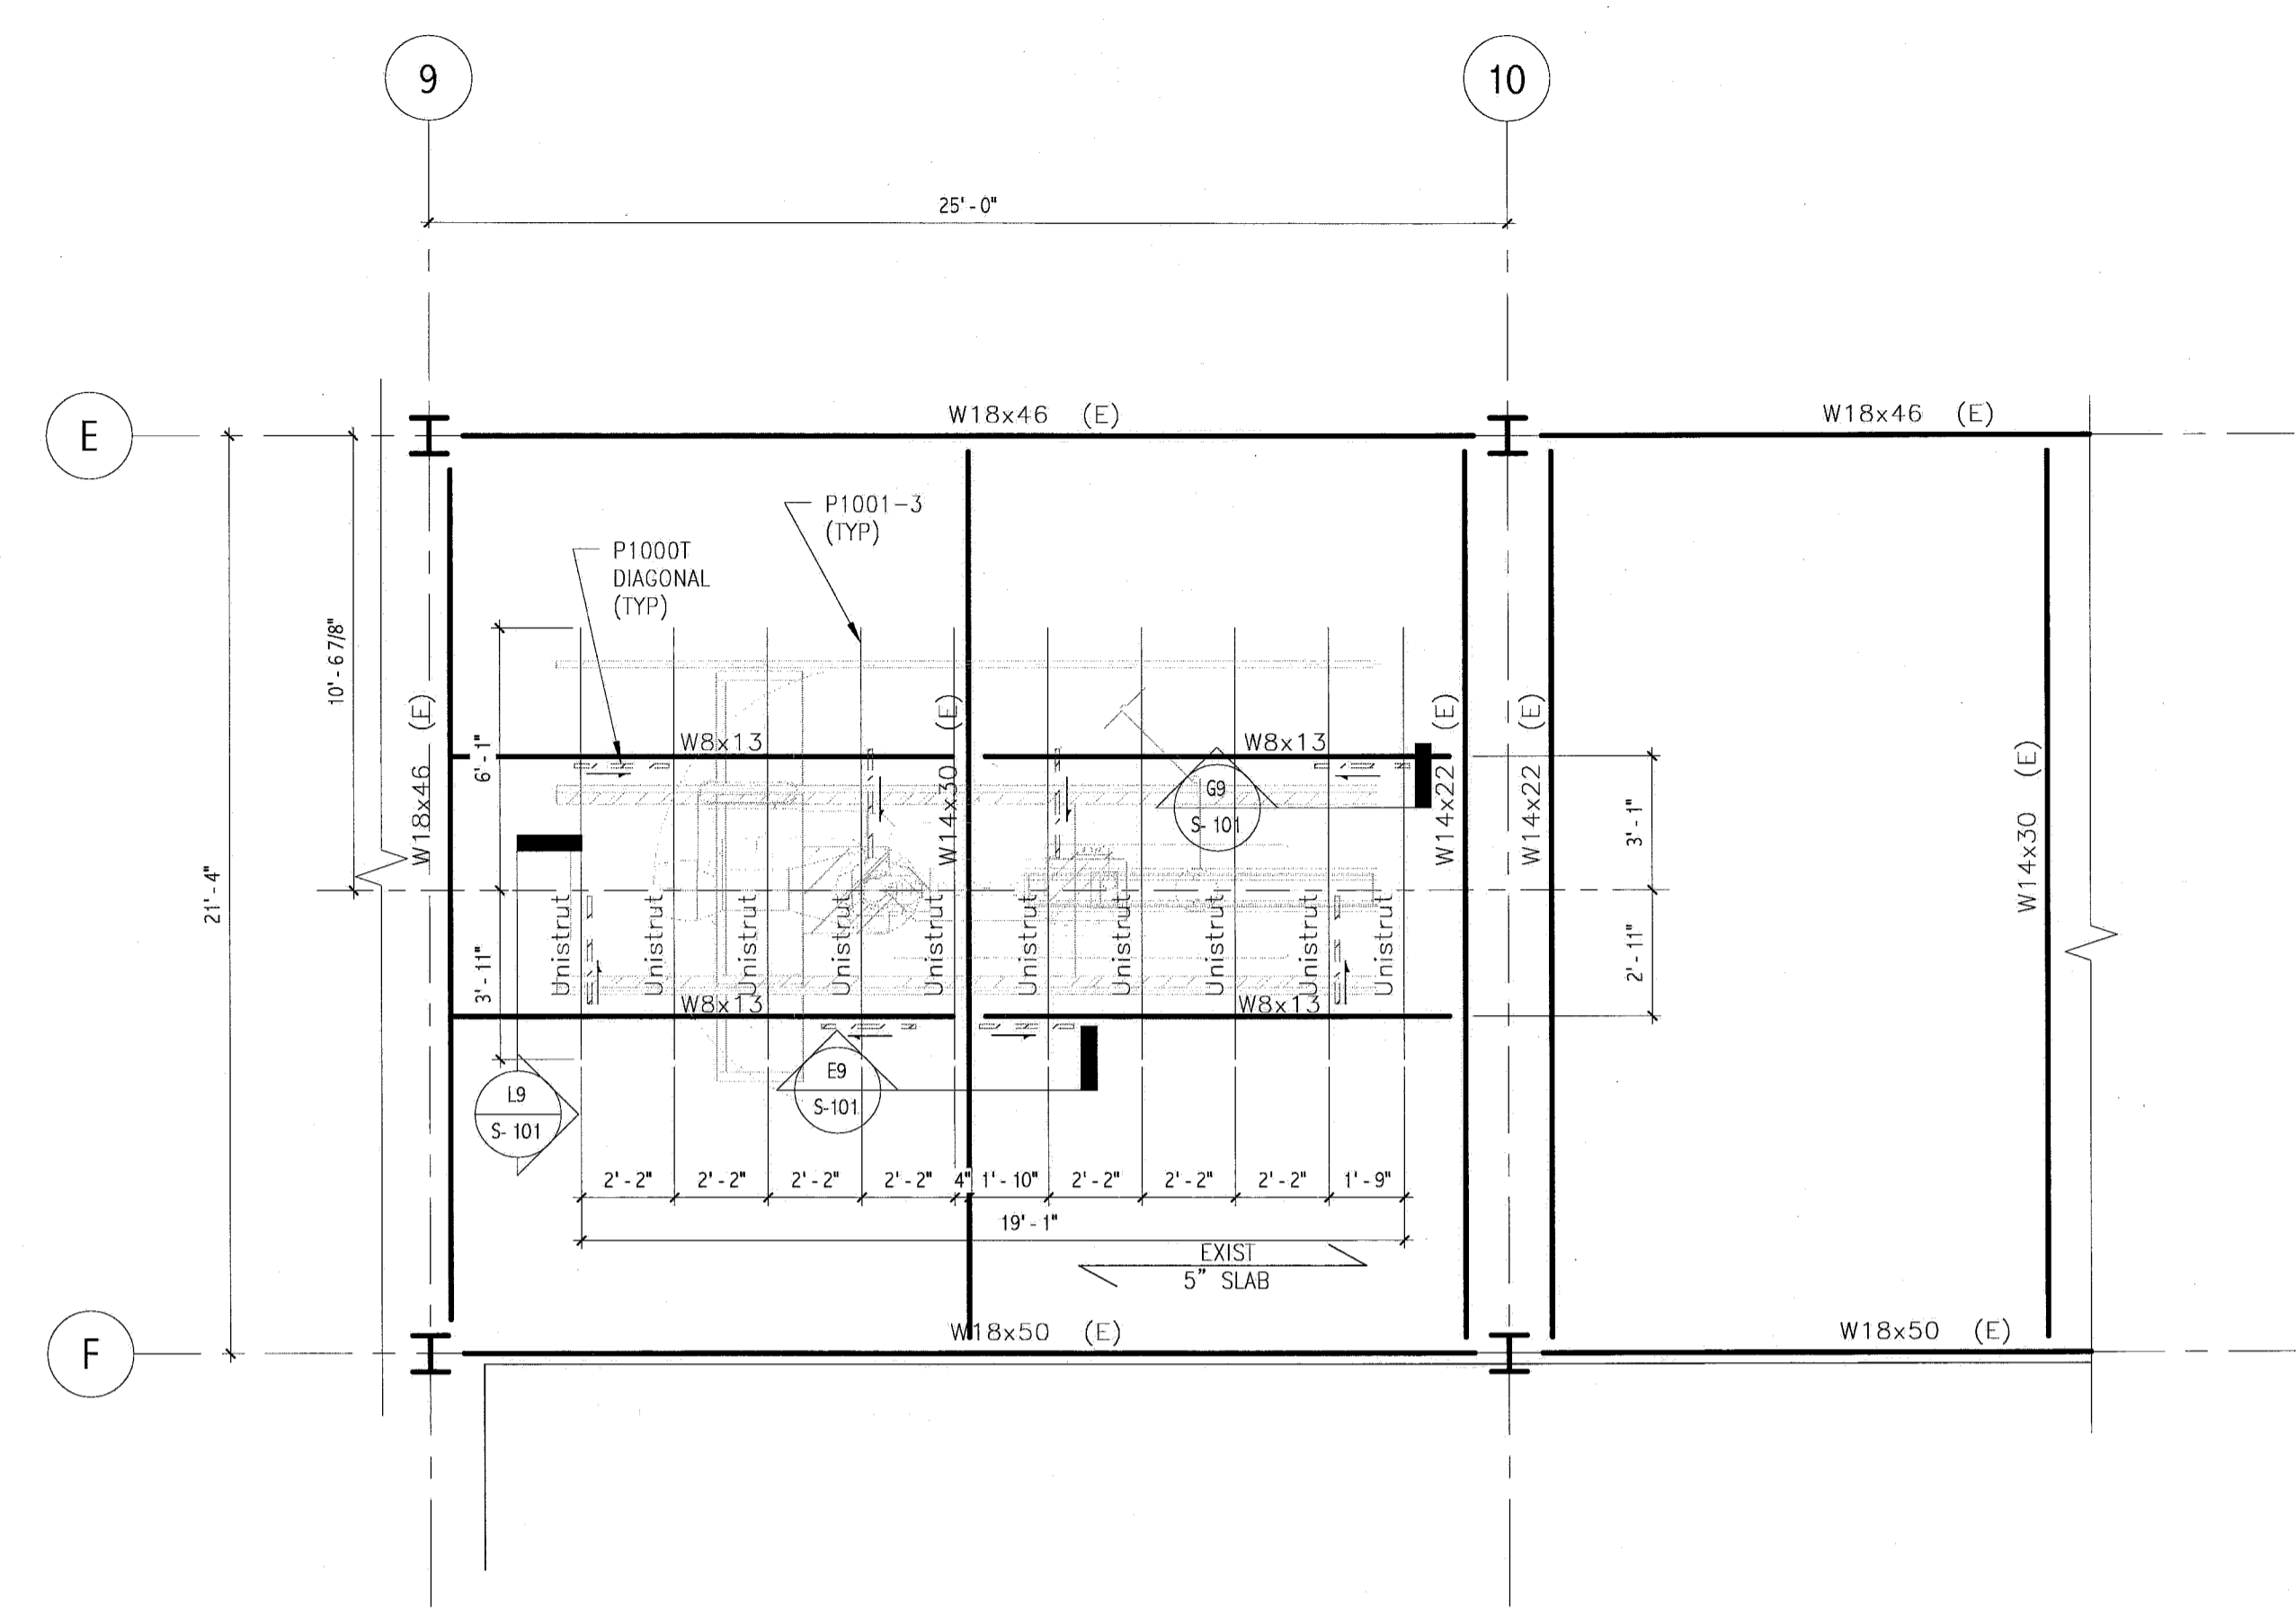 9
10
25'-0"
E
W18x46 (E)
W18x46 (E)
P1001-3
(TYP)
P1000T
DIAGONAL
(TYP)
10'-6 7/8"
21'-4"
6'-1"
3'-11"
W18x46 (E)
W8x13
W8x13
W14x30 (E)
W14x22 (E)
W14x22 (E)
W14x30 (E)
G9
S-101
3'-1"
2'-11"
Unistrut
Unistrut
Unistrut
Unistrut
Unistrut
Unistrut
Unistrut
Unistrut
Unistrut
Unistrut
W8x13
W8x13
E9
S-101
L9
S-101
2'-2"
2'-2"
2'-2"
2'-2"
4"
1'-10"
2'-2"
2'-2"
2'-2"
1'-9"
19'-1"
EXIST
5" SLAB
F
W18x50 (E)
W18x50 (E)